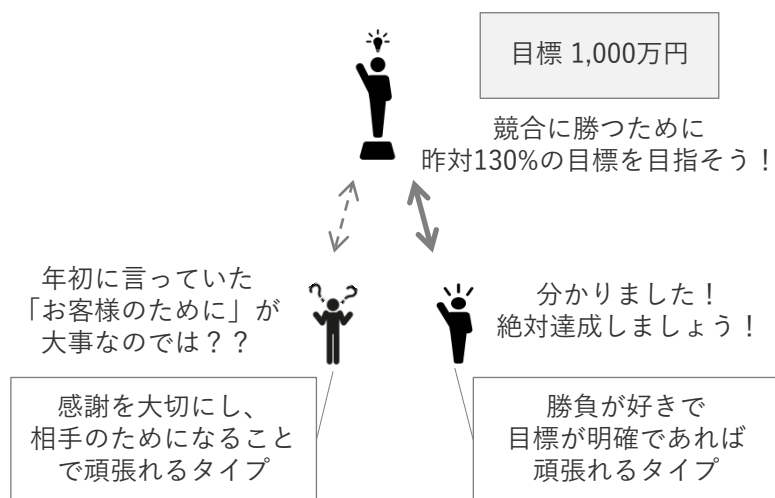 目標 1,000万円
競合に勝つために
昨対130%の目標を目指そう！
年初に言っていた
「お客様のために」が
大事なのでは？？
分かりました！
絶対達成しましょう！
感謝を大切にし、
相手のためになること
で頑張れるタイプ
勝負が好きで
目標が明確であれば
頑張れるタイプ